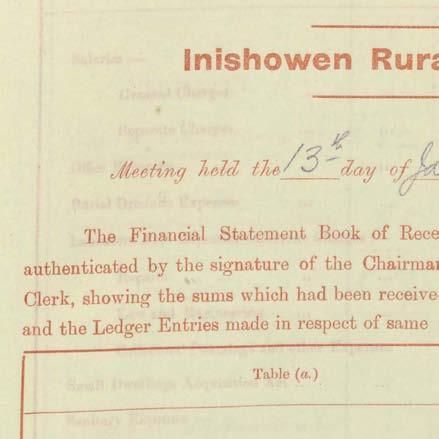 Inishowen Rura
Meeting held the 13th day of Ja
The Financial Statement Book of Rece
authenticated by the signature of the Chairman
Clerk, showing the sums which had been receive
and the Ledger Entries made in respect of same
Table (a.)